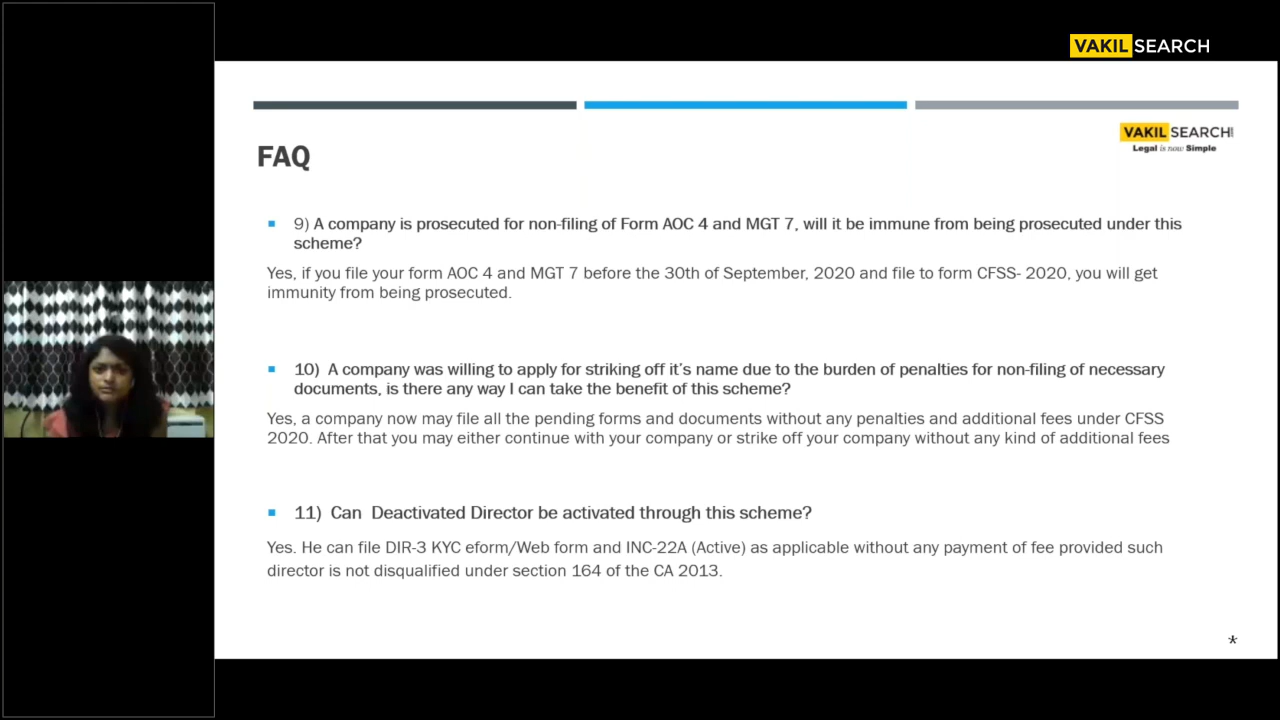 VAKILSEARCH
VAKILSEARCH
Legal is now Simple
FAQ
9) A company is prosecuted for non-filing of Form AOC 4 and MGT 7, will it be immune from being prosecuted under this
scheme?
Yes, if you file your form AOC 4 and MGT 7 before the 30th of September, 2020 and file to form CFSS- 2020, you will get
immunity from being prosecuted.
10) A company was willing to apply for striking off it's name due to the burden of penalties for non-filing of necessary
documents, is there any way I can take the benefit of this scheme?
Yes, a company now may file all the pending forms and documents without any penalties and additional fees under CFSS
2020. After that you may either continue with your company or strike off your company without any kind of additional fees
11) Can Deactivated Director be activated through this scheme?
Yes. He can file DIR-3 KYC eform/Web form and INC-22A (Active) as applicable without any payment of fee provided such
director is not disqualified under section 164 of the CA 2013.
*